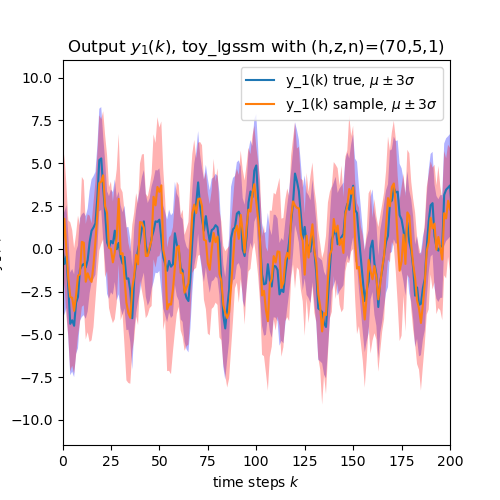 Output y₁(k), toy_lgssm with (h,z,n)=(70,5,1)
y_1(k) true, μ ± 3σ
y_1(k) sample, μ ± 3σ
10.0
7.5
5.0
2.5
0.0
−2.5
−5.0
−7.5
−10.0
0 25 50 75 100 125 150 175 200
time steps k